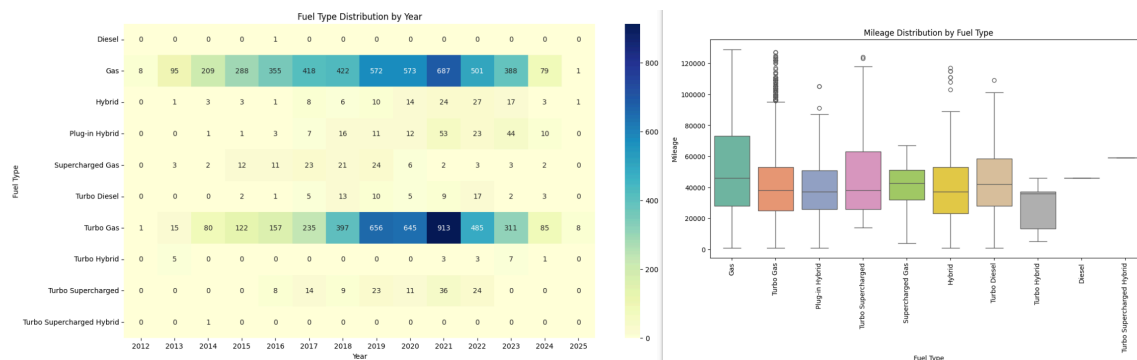 Fuel Type Distribution by Year
Diesel 0 0 0 0 1 0 0 0 0 0 0 0 0 0
Gas 8 95 209 288 355 418 422 572 573 687 501 388 79 1
Hybrid 0 1 3 3 1 8 6 10 14 24 27 17 3 1
Plug-in Hybrid 0 0 1 1 3 7 16 11 12 53 23 44 10 0
Supercharged Gas 0 3 2 12 11 23 21 24 6 2 3 3 2 0
Turbo Diesel 0 0 0 2 1 5 13 2 5 9 17 2 3 0
Turbo Gas 1 15 80 122 157 235 397 656 645 913 485 311 85 8
Turbo Hybrid 0 5 0 0 0 0 0 0 0 3 3 7 1 0
Turbo Supercharged 0 0 0 0 8 14 9 23 11 36 24 0 0 0
Turbo Supercharged Hybrid 0 0 1 0 0 0 0 0 0 0 0 0 0 0
2012 2013 2014 2015 2016 2017 2018 2019 2020 2021 2022 2023 2024 2025
Year
Fuel Type
800
600
400
200
0
Mileage Distribution by Fuel Type
120000
100000
80000
60000
40000
20000
0
Mileage
Gas
Turbo Gas
Plug-in Hybrid
Turbo Supercharged
Supercharged Gas
Hybrid
Turbo Diesel
Turbo Hybrid
Diesel
Turbo Supercharged Hybrid
Fuel Type